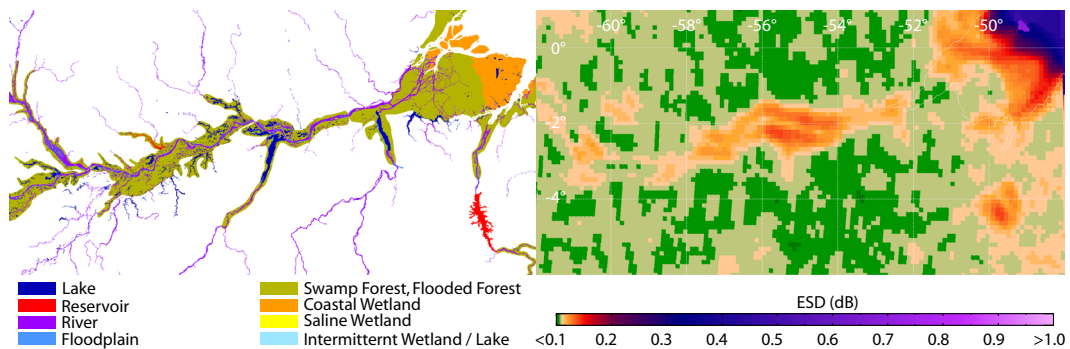 -60° -58° -56° -54° -52° -50°
0°
-2°
-4°
Lake
Reservoir
River
Floodplain
Swamp Forest, Flooded Forest
Coastal Wetland
Saline Wetland
Intermitternt Wetland / Lake
ESD (dB)
<0.1 0.2 0.3 0.4 0.5 0.6 0.7 0.8 0.9 >1.0